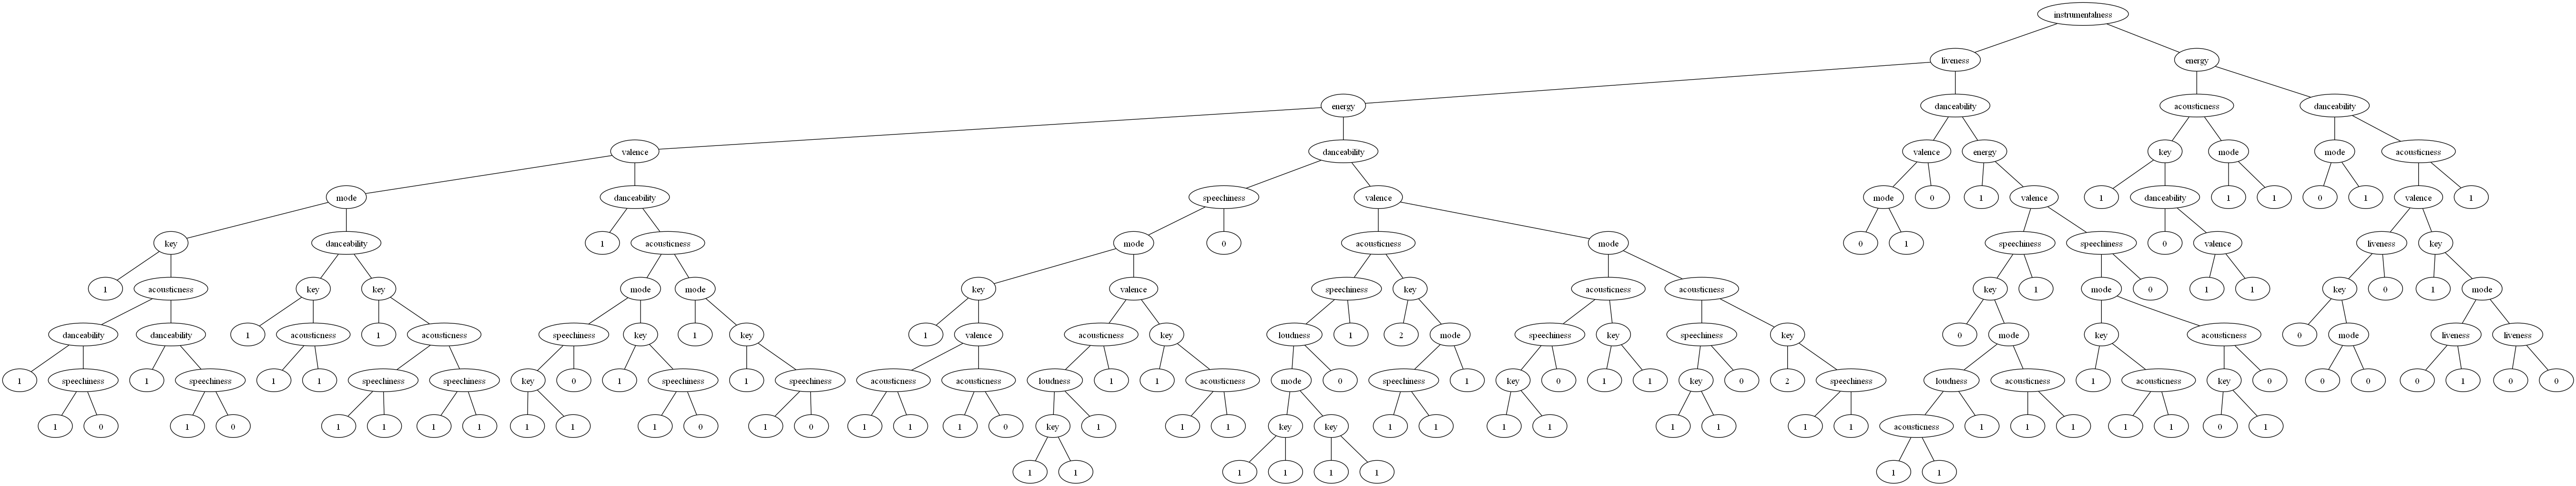 instrumentalness
liveness energy
energy danceability acousticness danceability
valence danceability valence energy key mode mode acousticness
mode danceability speechiness valence mode 0 1 valence 1 danceability 1 1 0 1 valence 1
key danceability 1 acousticness mode 0 acousticness mode 0 1 speechiness speechiness 0 valence liveness key
1 acousticness key key mode mode key valence speechiness key acousticness acousticness key 1 mode 0 1 1 key 0 1 mode
danceability danceability 1 acousticness 1 acousticness speechiness key 1 key 1 valence acousticness key loudness 1 2 mode speechiness key speechiness key 0 mode key acousticness 0 mode liveness liveness
1 speechiness 1 speechiness 1 1 speechiness speechiness key 0 1 speechiness 1 speechiness acousticness acousticness loudness 1 1 acousticness mode 0 speechiness 1 key 0 1 1 key 0 2 speechiness loudness acousticness 1 acousticness key 0 0 0 0 1 0 0
1 0 1 0 1 1 1 1 1 1 1 0 1 0 1 1 1 0 key 1 1 1 key key 1 1 1 1 1 1 1 1 acousticness 1 1 1 1 1 0 1
1 1 1 1 1 1 1 1